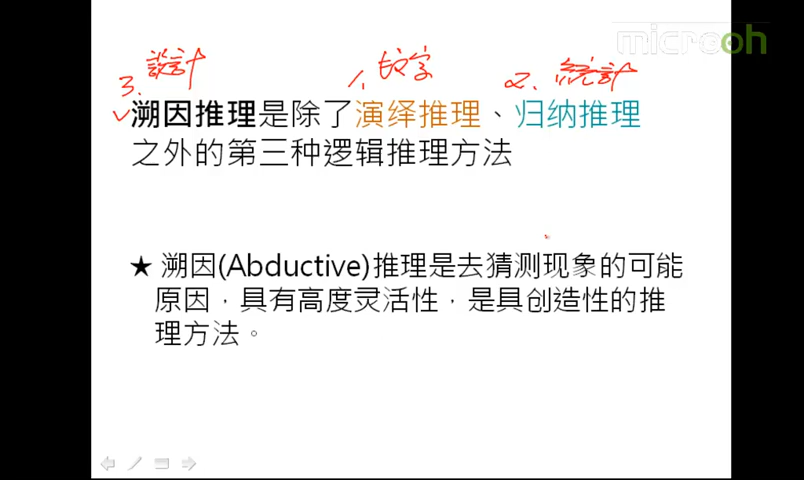 microoh
3. 設計
1. 文字
2. 統計
溯因推理是除了演绎推理、归纳推理
之外的第三种逻辑推理方法
★ 溯因(Abductive)推理是去猜测现象的可能
原因，具有高度灵活性，是具创造性的推
理方法。